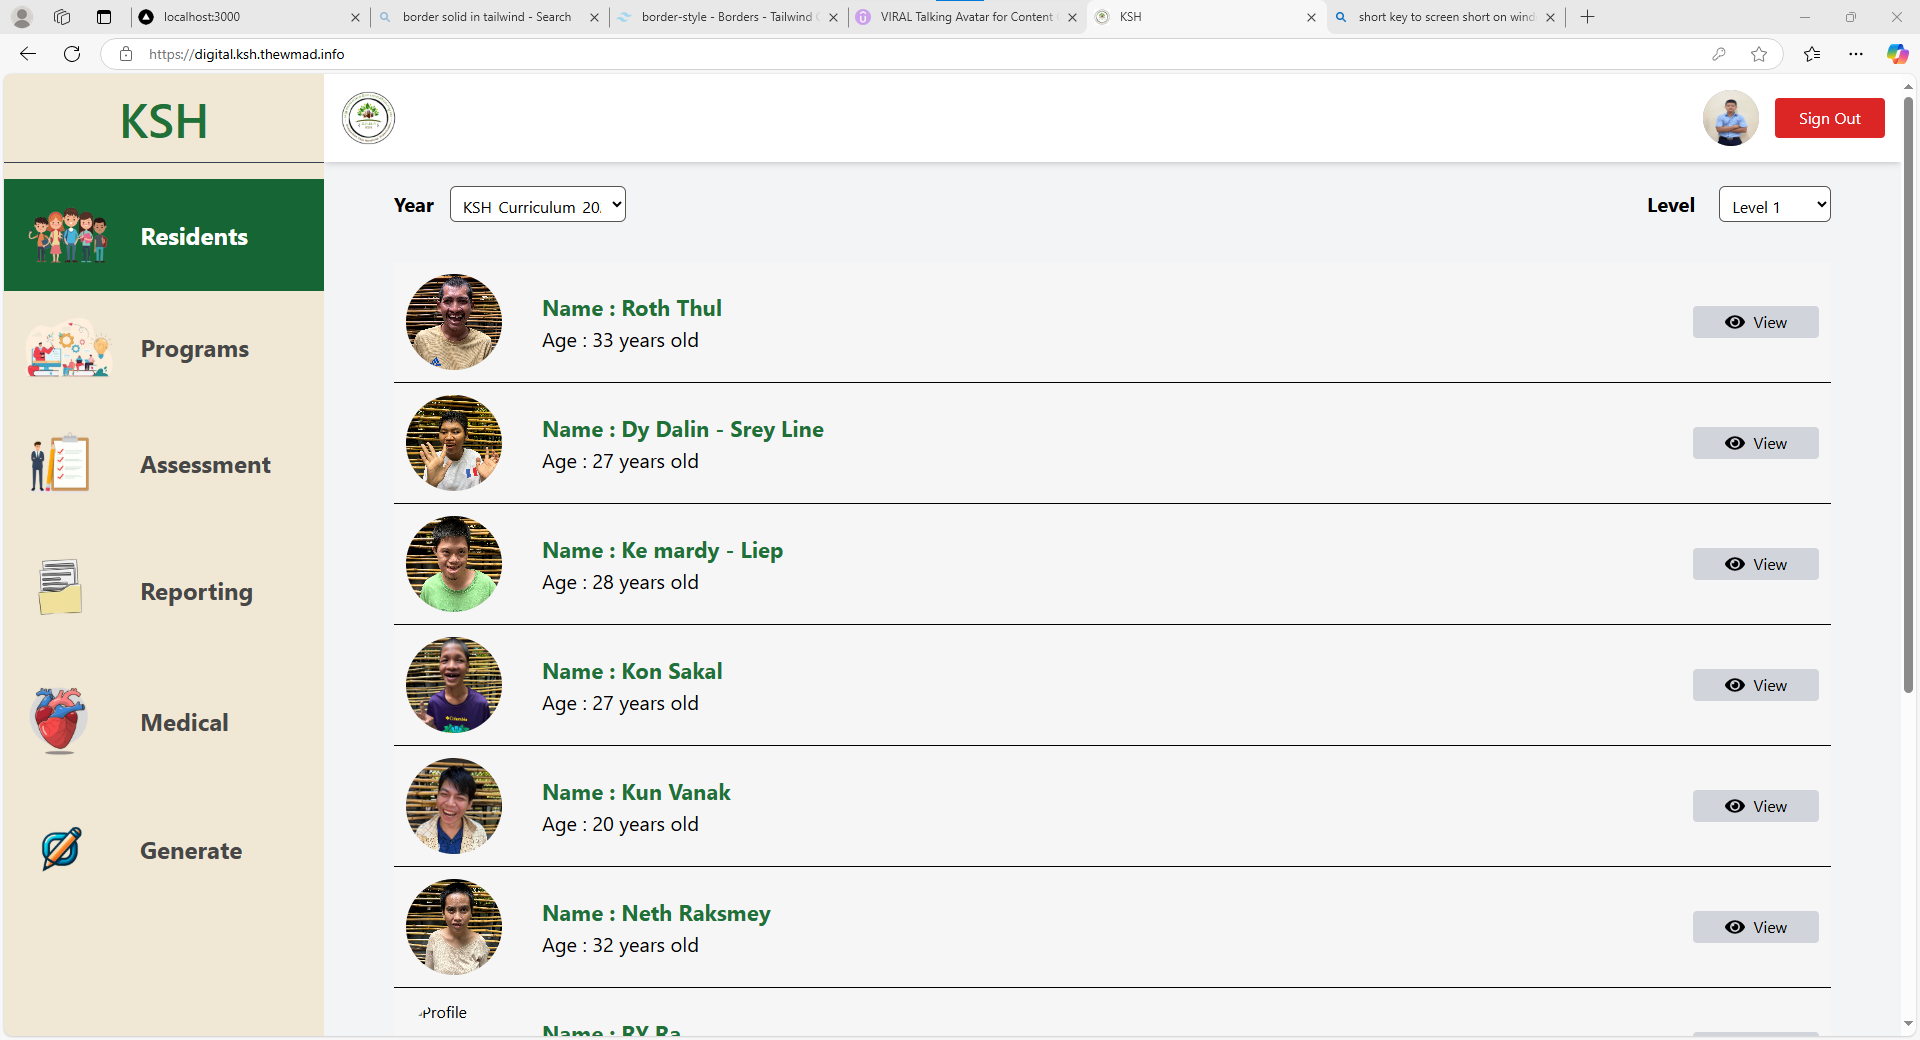 localhost:3000
border solid in tailwind - Search
border-style - Borders - Tailwind
VIRAL Talking Avatar for Content
KSH
short key to screen short on wind
https://digital.ksh.thewmad.info
KSH
Sign Out
Residents
Programs
Assessment
Reporting
Medical
Generate
Year
KSH Curriculum 20
Level
Level 1
Name : Roth Thul
Age : 33 years old
View
Name : Dy Dalin - Srey Line
Age : 27 years old
View
Name : Ke mardy - Liep
Age : 28 years old
View
Name : Kon Sakal
Age : 27 years old
View
Name : Kun Vanak
Age : 20 years old
View
Name : Neth Raksmey
Age : 32 years old
View
Profile
Name : RY Ra